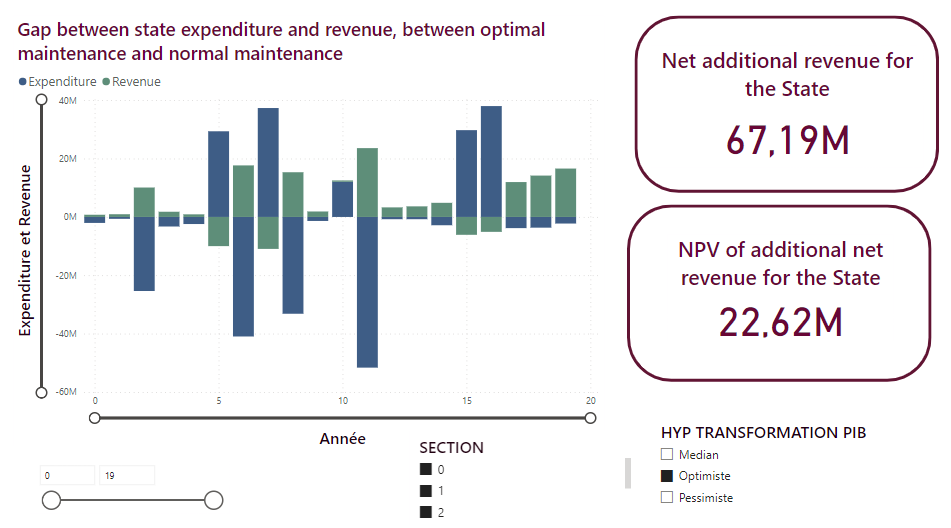 Gap between state expenditure and revenue, between optimal
maintenance and normal maintenance
Expenditure Revenue
Expenditure et Revenue
40M
20M
0M
-20M
-40M
-60M
0 5 10 15 20
Année
0 19
SECTION
0
1
2
Net additional revenue for
the State
67,19M
NPV of additional net
revenue for the State
22,62M
HYP TRANSFORMATION PIB
Median
Optimiste
Pessimiste